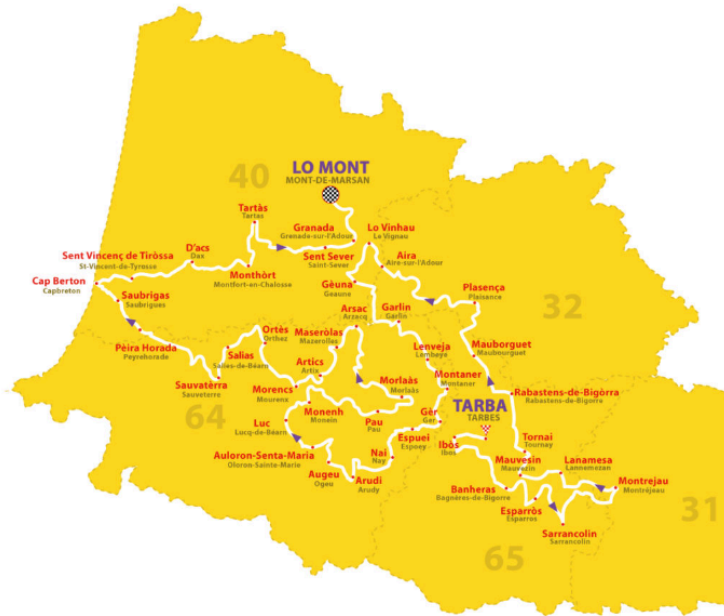 40
LO MONT
MONT-DE-MARSAN
Tartàs
Tartas
Granada
Grenade-sur-l'Adour
Lo Vinhau
Le Vignau
Sent Vincenç de Tiròssa
St-Vincent-de-Tyrosse
D'acs
Dax
Sent Sever
Saint-Sever
Aira
Aire-sur-l'Adour
Cap Berton
Capbreton
Monthòrt
Montfort-en-Chalosse
Gèuna
Geaune
Plasença
Plaisance
32
Saubrigas
Saubrigues
Arsac
Arzacq
Garlin
Garlin
Pèira Horada
Peyrehorade
Ortès
Orthez
Maseròlas
Mazerolles
Lenveja
Lembeye
Mauborguet
Maubourguet
Salias
Salies-de-Béarn
Artics
Artix
Montaner
Montaner
Sauvatèrra
Sauveterre
Morencs
Mourenx
Morlaàs
Morlaàs
Rabastens-de-Bigòrra
Rabastens-de-Bigorre
64
Monenh
Monein
Gèr
Ger
TARBA
TARBES
Luc
Lucq-de-Béarn
Pau
Pau
Espuei
Espoey
Ibòs
Ibos
Tornai
Tournay
Auloron-Senta-Maria
Oloron-Sainte-Marie
Nai
Nay
Mauvesin
Mauvezin
Lanamesa
Lannemezan
Augeu
Ogeu
Arudi
Arudy
Banheras
Bagnères-de-Bigorre
Montrejau
Montréjeau
Esparròs
Esparros
31
Sarrancolin
Sarrancolin
65